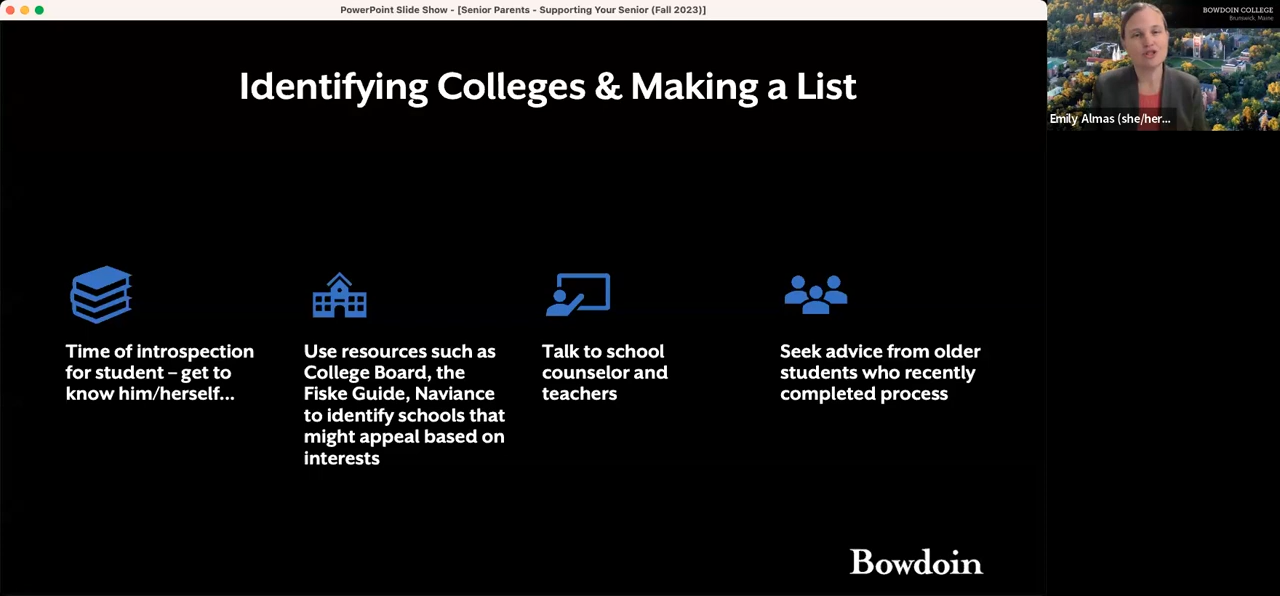 PowerPoint Slide Show - [Senior Parents - Supporting Your Senior (Fall 2023)]
BOWDOIN COLLEGE
Brunswick, Maine
Emily Almas (she/her...
Identifying Colleges & Making a List
Time of introspection
for student – get to
know him/herself...
Use resources such as
College Board, the
Fiske Guide, Naviance
to identify schools that
might appeal based on
interests
Talk to school
counselor and
teachers
Seek advice from older
students who recently
completed process
Bowdoin